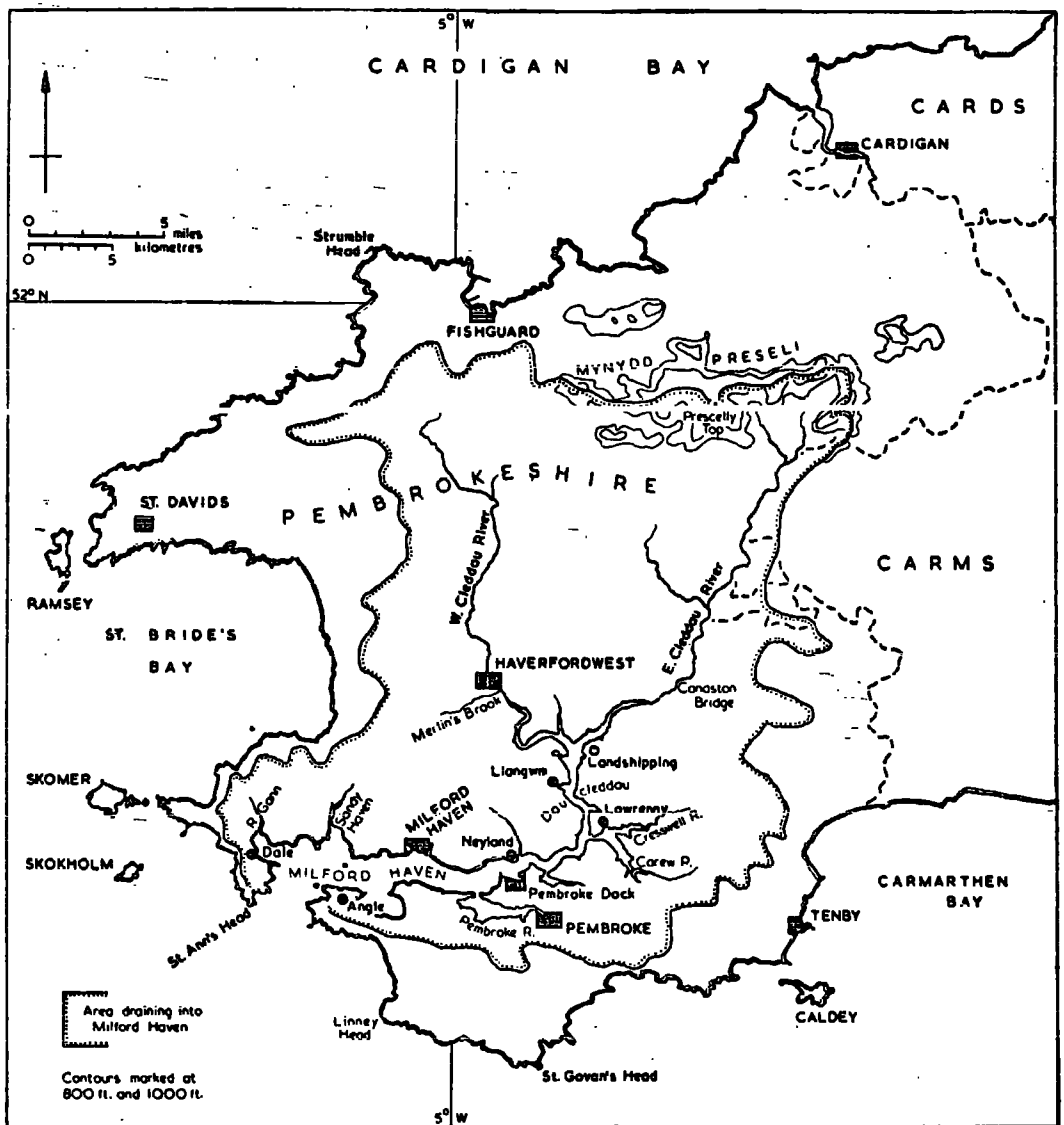 5° W
CARDIGAN BAY
CARDS
CARDIGAN
0 5 miles
kilometres
0 5
Strumble
Head
52° N
FISHGUARD
MYNYDD PRESELI
Prescelly
Top
PEMBROKESHIRE
ST. DAVIDS
W. Cleddau River
E. Cleddau River
CARMS
RAMSEY
ST. BRIDE'S
BAY
HAVERFORDWEST
Merlin's Brook
Canaston
Bridge
Landshipping
Llangwm
Dau Cleddau
SKOMER
R. Gann
Sandy
Haven
MILFORD
HAVEN
Lawrenny
Cresswell R.
Neyland
Carew R.
Dale
SKOKHOLM
MILFORD HAVEN
Pembroke Dock
CARMARTHEN
BAY
Angle
Pembroke R.
PEMBROKE
TENBY
St. Ann's Head
Area draining into
Milford Haven
Linney
Head
CALDEY
St. Govan's Head
Contours marked at
800 ft. and 1000 ft.
5° W